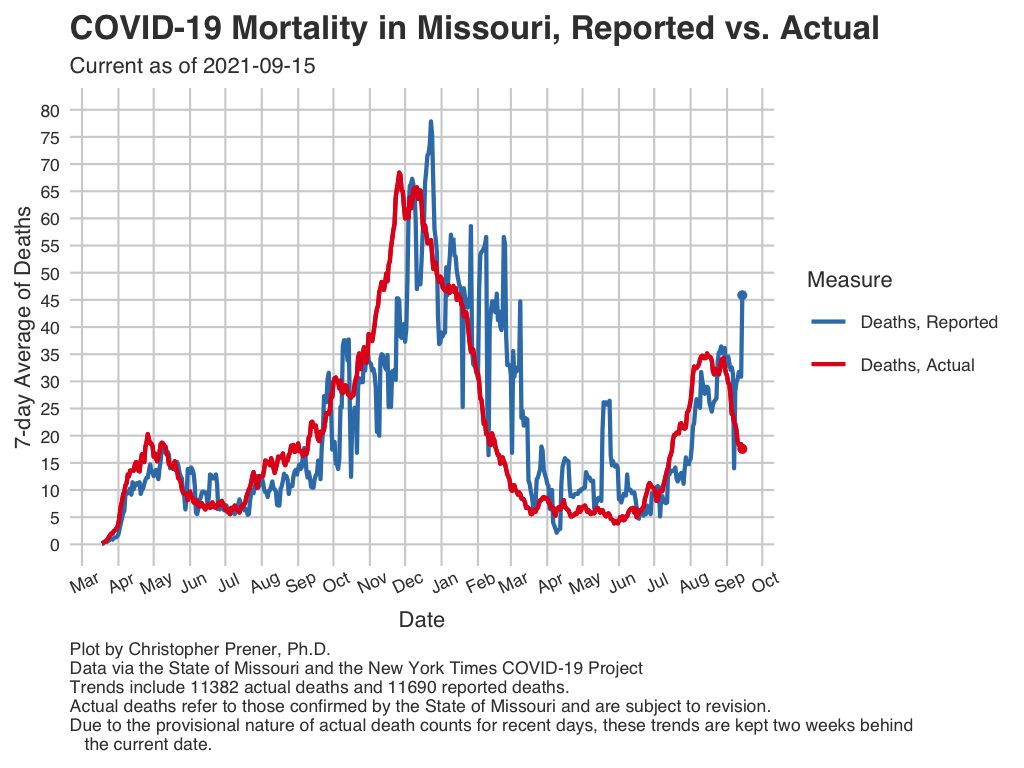 COVID-19 Mortality in Missouri, Reported vs. Actual
Current as of 2021-09-15
7-day Average of Deaths
80
75
70
65
60
55
50
45
40
35
30
25
20
15
10
5
0
Mar Apr May Jun Jul Aug Sep Oct Nov Dec Jan Feb Mar Apr May Jun Jul Aug Sep Oct
Date
Measure
Deaths, Reported
Deaths, Actual
Plot by Christopher Prener, Ph.D.
Data via the State of Missouri and the New York Times COVID-19 Project
Trends include 11382 actual deaths and 11690 reported deaths.
Actual deaths refer to those confirmed by the State of Missouri and are subject to revision.
Due to the provisional nature of actual death counts for recent days, these trends are kept two weeks behind
the current date.